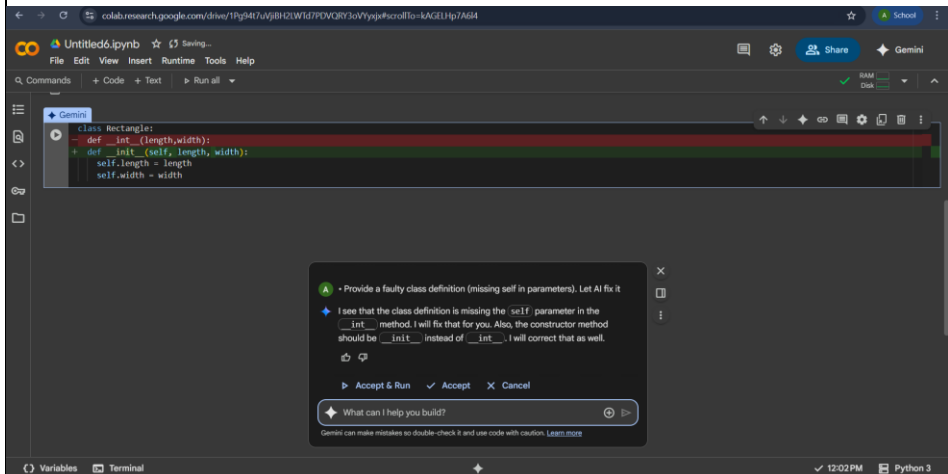 colab.research.google.com/drive/1Pg94t7uVjiBH2LWTd7PDVQRY3oVYyxjx#scrollTo=kAGELHp7A6l4
A School
Untitled6.ipynb Saving...
File Edit View Insert Runtime Tools Help
Share
Gemini
Commands + Code + Text Run all
RAM
Disk
Gemini
class Rectangle:
- def __int__(length,width):
+ def __init__(self, length, width):
self.length = length
self.width = width
A • Provide a faulty class definition (missing self in parameters). Let AI fix it
I see that the class definition is missing the self parameter in the
__int__ method. I will fix that for you. Also, the constructor method
should be __init__ instead of __int__. I will correct that as well.
Accept & Run Accept Cancel
What can I help you build?
Gemini can make mistakes so double-check it and use code with caution. Learn more
Variables Terminal
12:02 PM Python 3